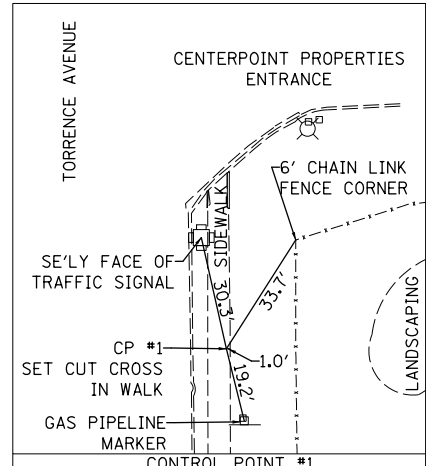 TORRENCE AVENUE
CENTERPOINT PROPERTIES
ENTRANCE
6' CHAIN LINK
FENCE CORNER
SIDEWALK
SE'LY FACE OF
TRAFFIC SIGNAL
30.3'
33.7'
LANDSCAPING
CP #1
SET CUT CROSS
IN WALK
1.0'
19.2'
GAS PIPELINE
MARKER
CONTROL POINT #1